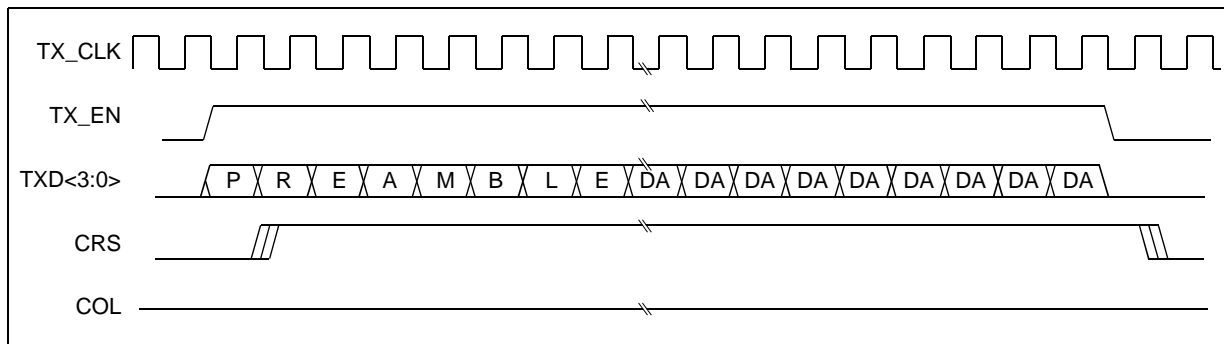 TX_CLK
TX_EN
TXD<3:0> P R E A M B L E DA DA DA DA DA DA DA DA DA
CRS
COL